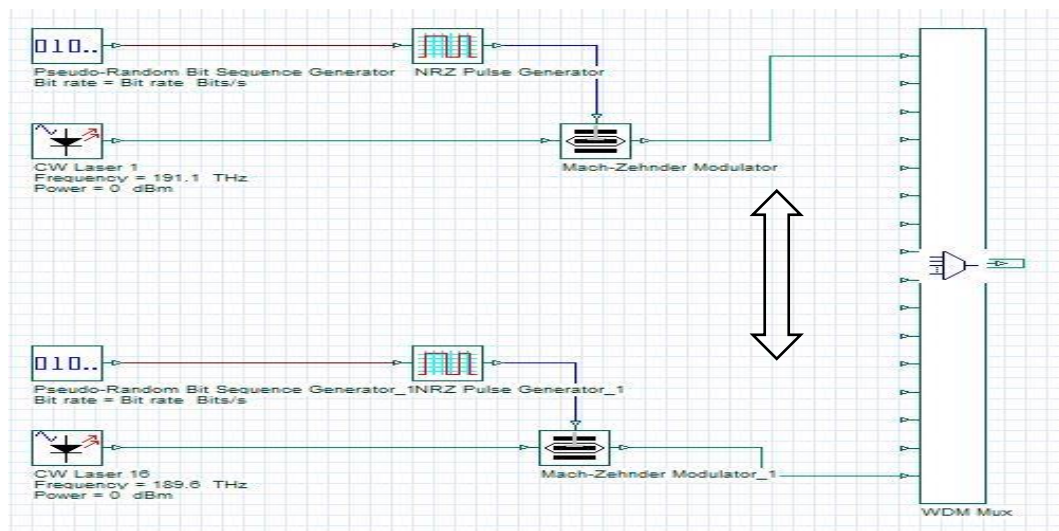 010..
Pseudo-Random Bit Sequence Generator
Bit rate = Bit rate Bits/s
NRZ Pulse Generator
CW Laser 1
Frequency = 191.1 THz
Power = 0 dBm
Mach-Zehnder Modulator
010..
Pseudo-Random Bit Sequence Generator_1
Bit rate = Bit rate Bits/s
NRZ Pulse Generator_1
CW Laser 16
Frequency = 189.6 THz
Power = 0 dBm
Mach-Zehnder Modulator_1
WDM Mux